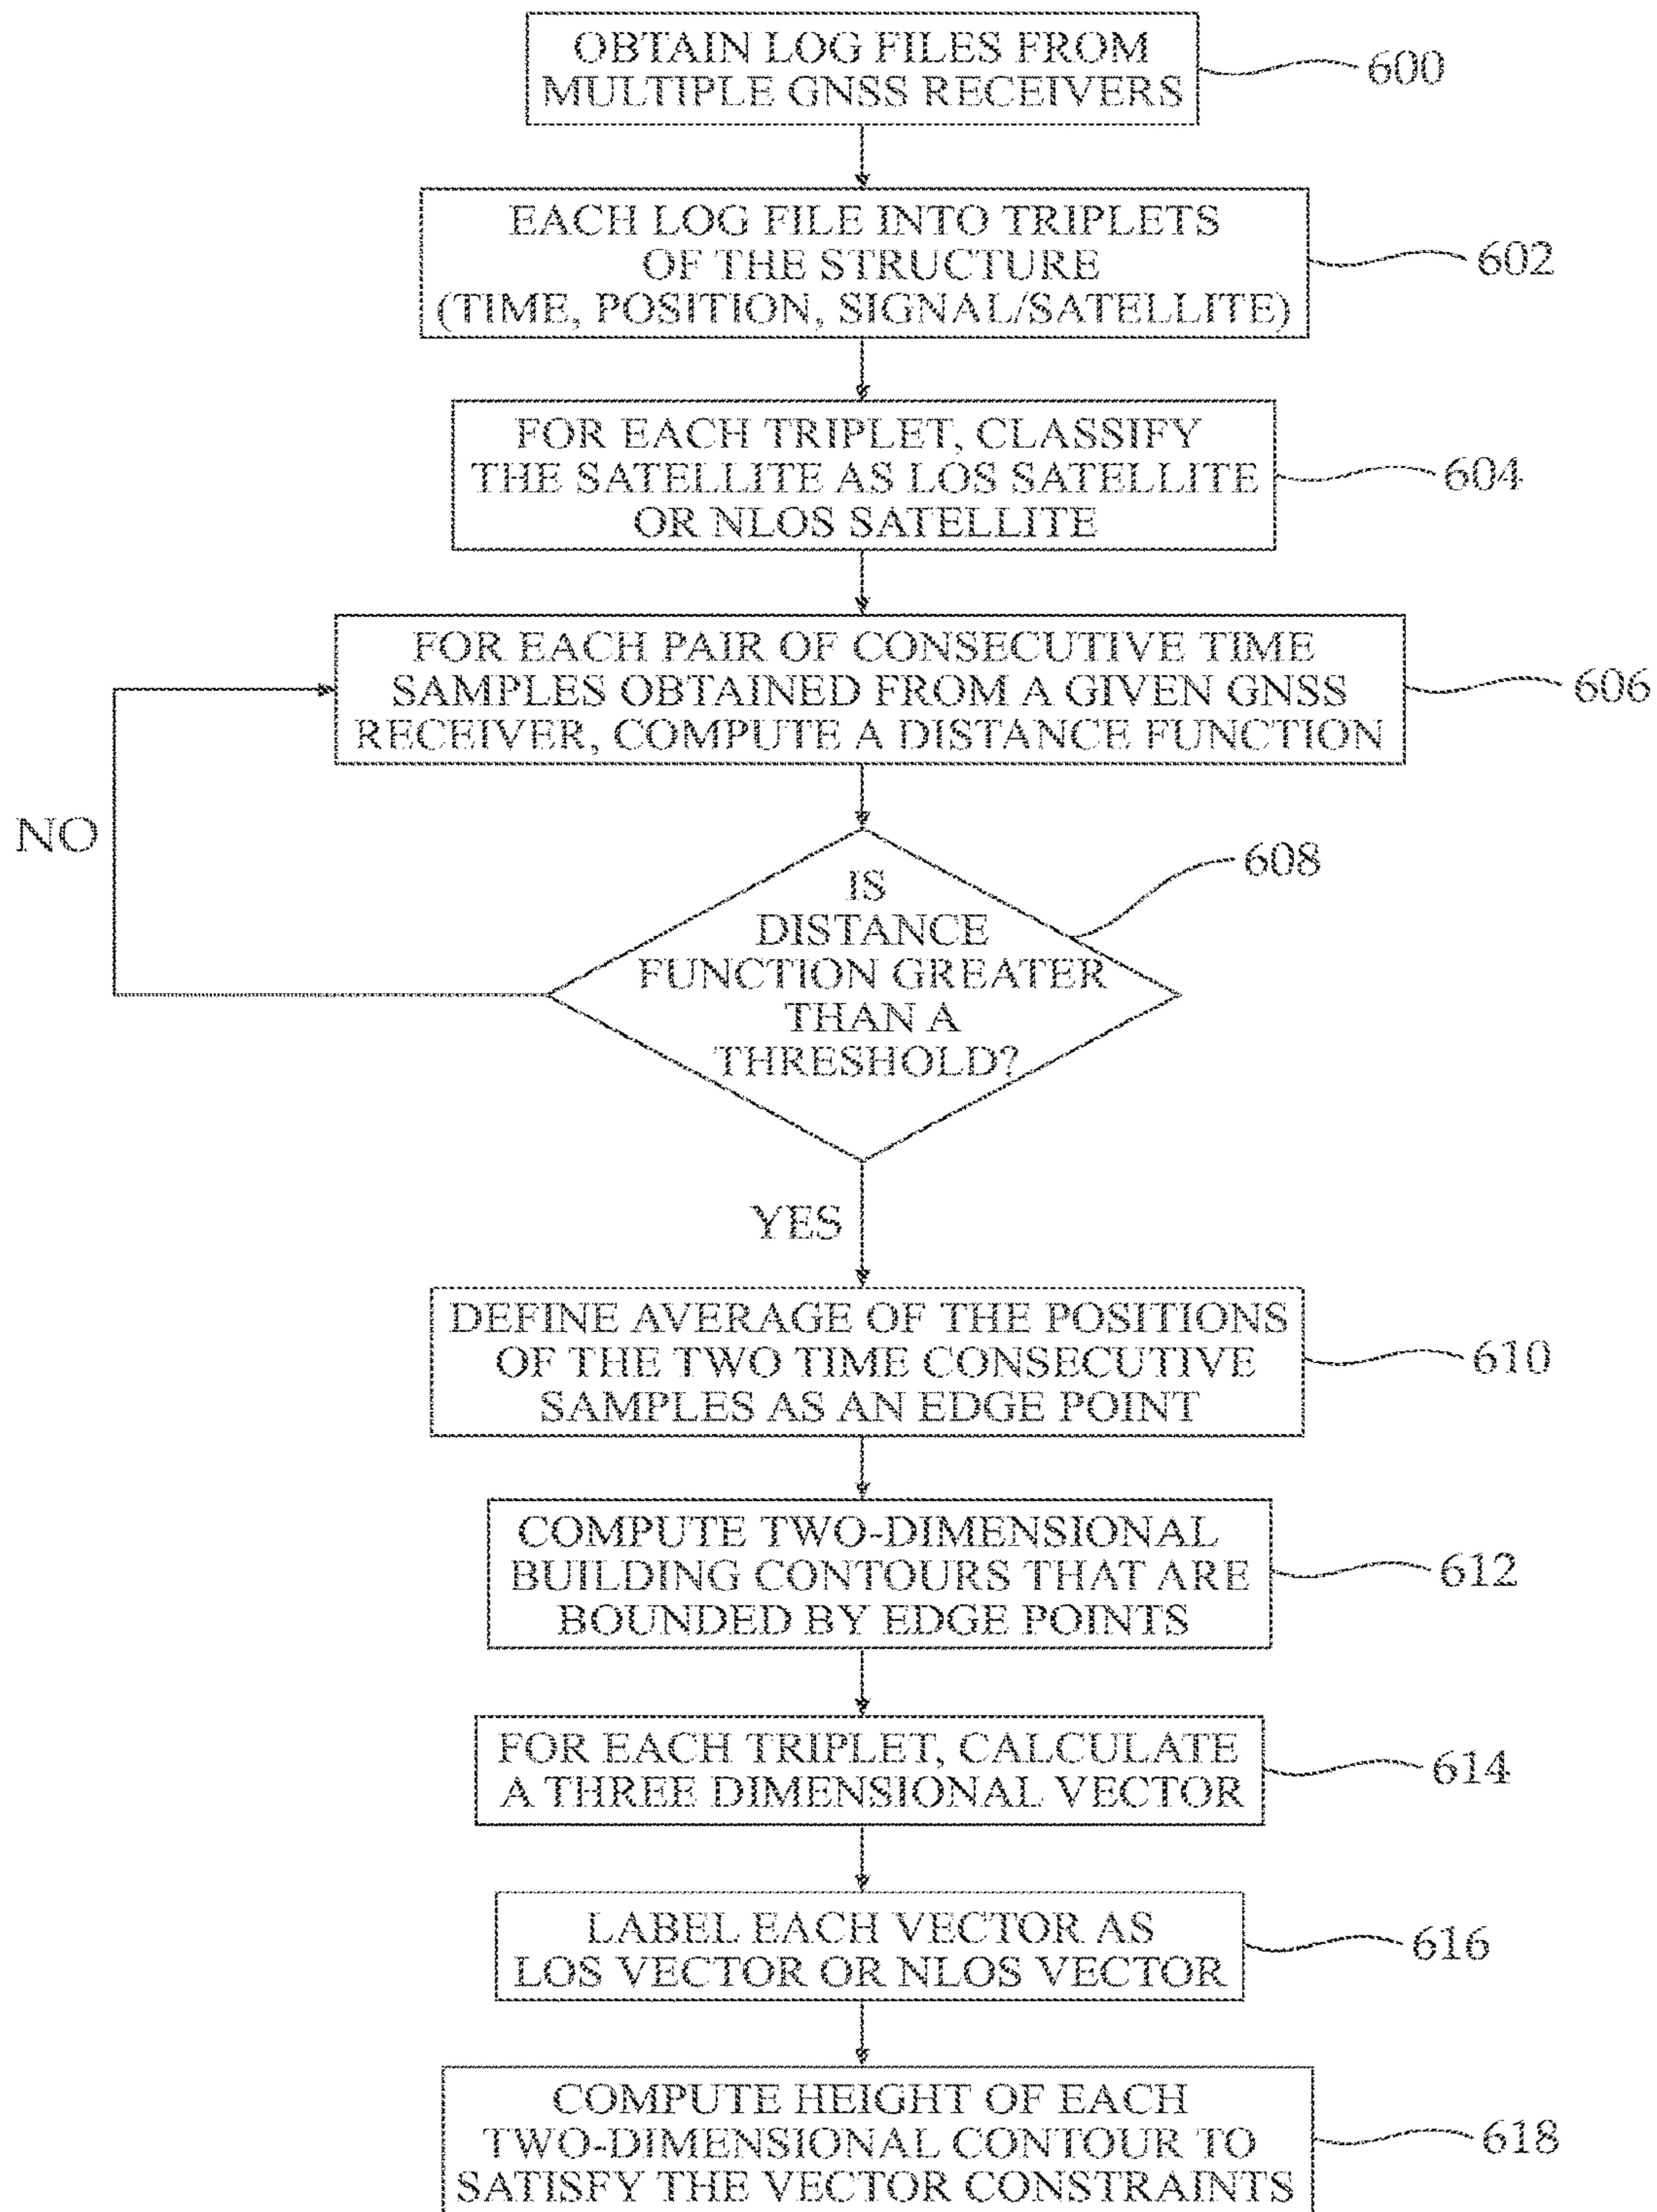 OBTAIN LOG FILES FROM
MULTIPLE GNSS RECEIVERS
600
EACH LOG FILE INTO TRIPLETS
OF THE STRUCTURE
(TIME, POSITION, SIGNAL/SATELLITE)
602
FOR EACH TRIPLET, CLASSIFY
THE SATELLITE AS LOS SATELLITE
OR NLOS SATELLITE
604
FOR EACH PAIR OF CONSECUTIVE TIME
SAMPLES OBTAINED FROM A GIVEN GNSS
RECEIVER, COMPUTE A DISTANCE FUNCTION
606
NO
IS
DISTANCE
FUNCTION GREATER
THAN A
THRESHOLD?
608
YES
DEFINE AVERAGE OF THE POSITIONS
OF THE TWO TIME CONSECUTIVE
SAMPLES AS AN EDGE POINT
610
COMPUTE TWO-DIMENSIONAL
BUILDING CONTOURS THAT ARE
BOUNDED BY EDGE POINTS
612
FOR EACH TRIPLET, CALCULATE
A THREE DIMENSIONAL VECTOR
614
LABEL EACH VECTOR AS
LOS VECTOR OR NLOS VECTOR
616
COMPUTE HEIGHT OF EACH
TWO-DIMENSIONAL CONTOUR TO
SATISFY THE VECTOR CONSTRAINTS
618